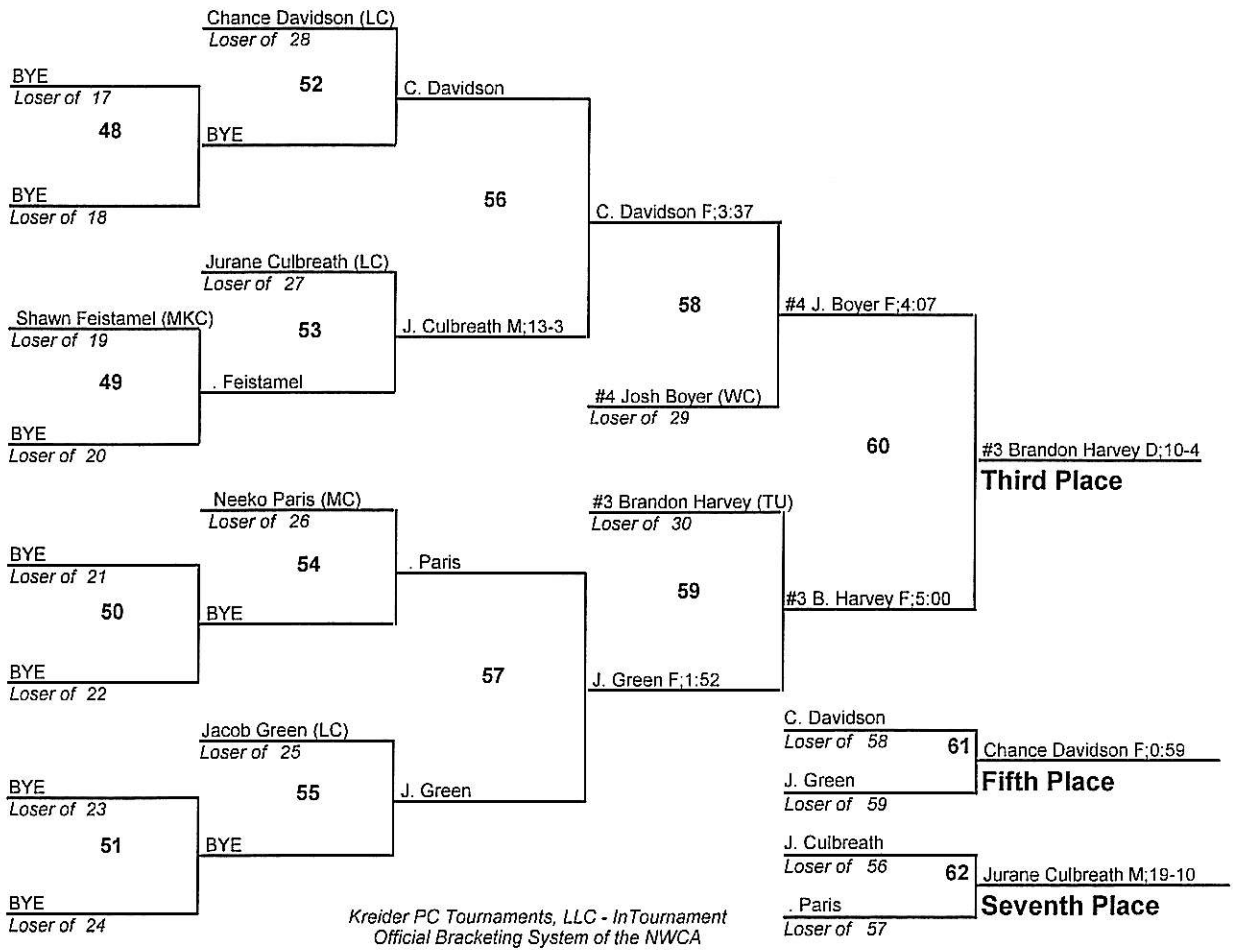 Chance Davidson (LC)
Loser of 28
BYE
Loser of 17
52
C. Davidson
48
BYE
BYE
Loser of 18
56
C. Davidson F;3:37
Jurane Culbreath (LC)
Loser of 27
Shawn Feistamel (MKC)
Loser of 19
53
J. Culbreath M;13-3
58
#4 J. Boyer F;4:07
49
. Feistamel
#4 Josh Boyer (WC)
Loser of 29
BYE
Loser of 20
60
#3 Brandon Harvey D;10-4
Third Place
Neeko Paris (MC)
Loser of 26
#3 Brandon Harvey (TU)
Loser of 30
BYE
Loser of 21
54
. Paris
59
#3 B. Harvey F;5:00
50
BYE
BYE
Loser of 22
57
J. Green F;1:52
Jacob Green (LC)
Loser of 25
C. Davidson
Loser of 58
61
Chance Davidson F;0:59
Fifth Place
J. Green
Loser of 59
BYE
Loser of 23
55
J. Green
51
BYE
J. Culbreath
Loser of 56
62
Jurane Culbreath M;19-10
Seventh Place
. Paris
Loser of 57
BYE
Loser of 24
Kreider PC Tournaments, LLC - InTournament
Official Bracketing System of the NWCA